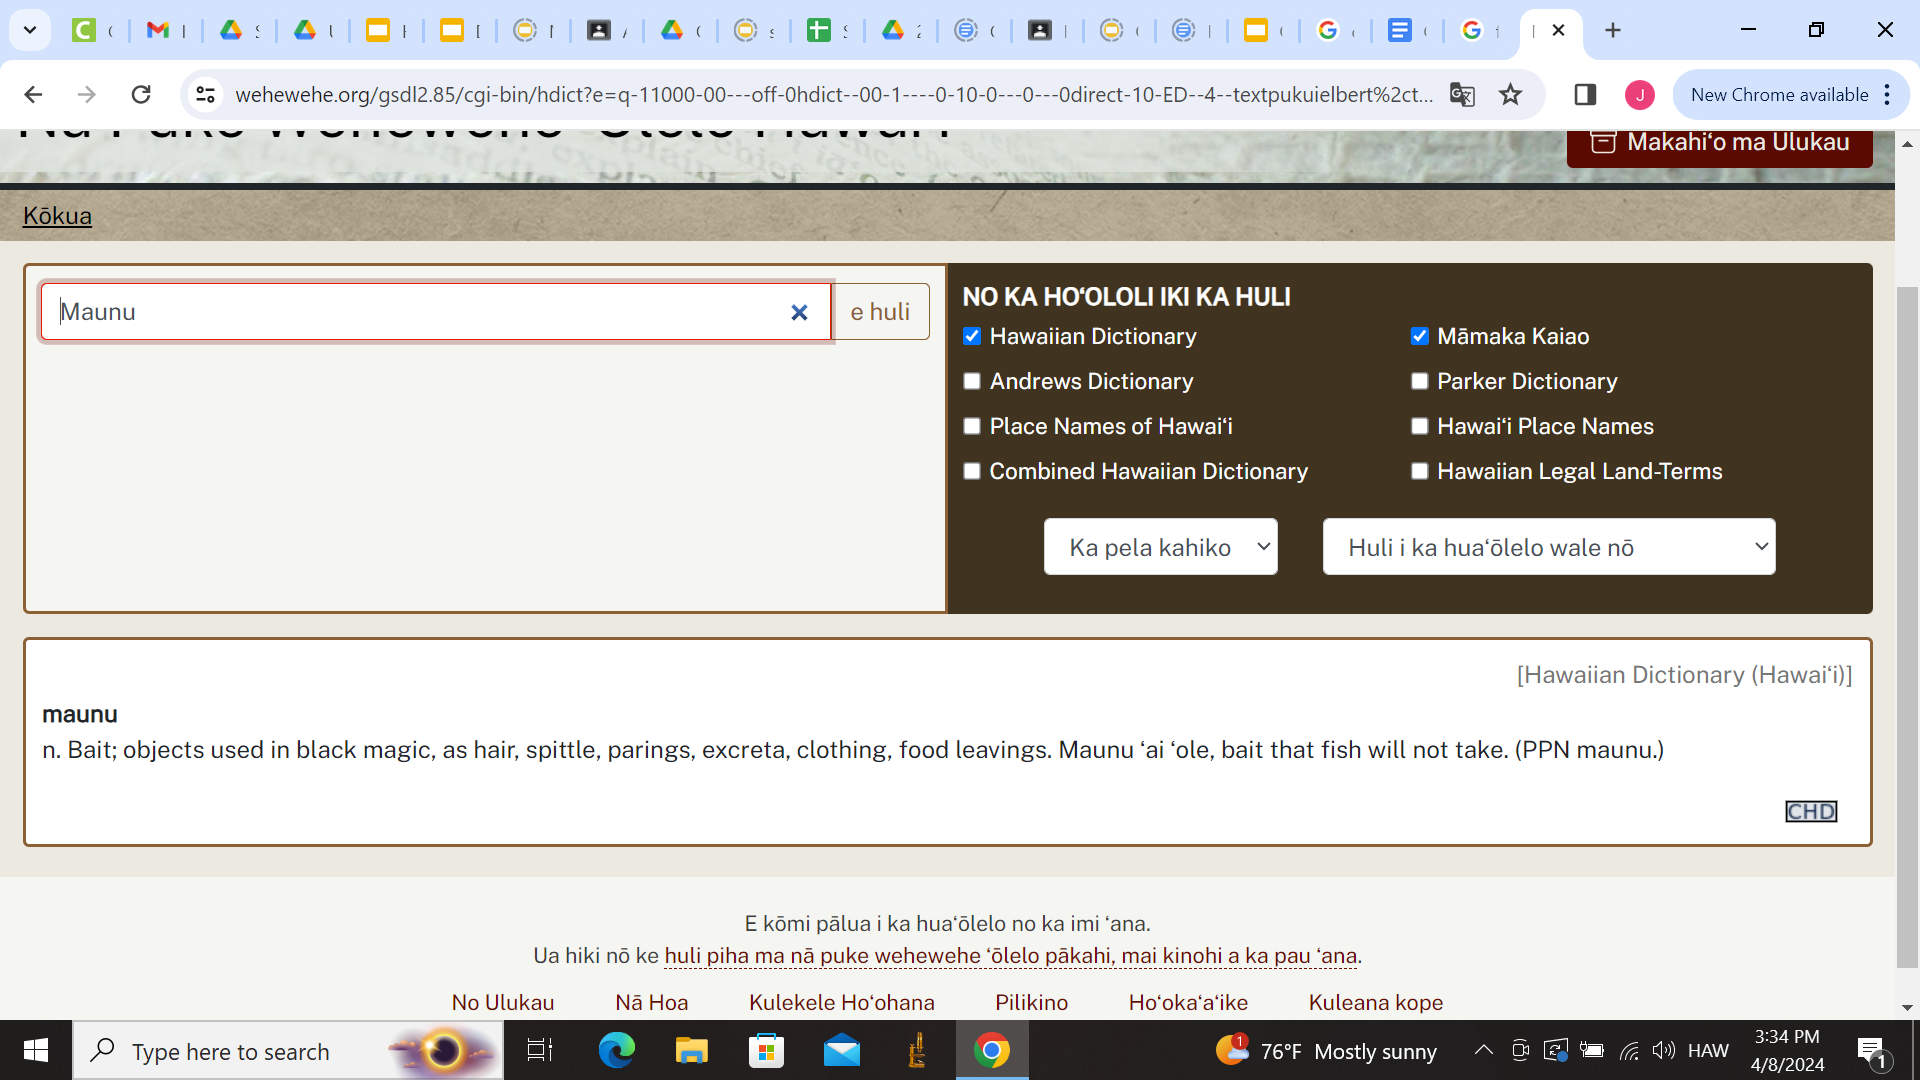 wehewehe.org/gsdl2.85/cgi-bin/hdict?e=q-11000-00---off-0hdict--00-1----0-10-0---0---0direct-10-ED--4--textpukuielbert%2ct...
J
New Chrome available
Nā Puke Wehewehe ʻŌlelo Hawaiʻi
Makahiʻo ma Ulukau
Kōkua
Maunu
e huli
NO KA HOʻOLOLI IKI KA HULI
Hawaiian Dictionary
Māmaka Kaiao
Andrews Dictionary
Parker Dictionary
Place Names of Hawaiʻi
Hawaiʻi Place Names
Combined Hawaiian Dictionary
Hawaiian Legal Land-Terms
Ka pela kahiko
Huli i ka huaʻōlelo wale nō
[Hawaiian Dictionary (Hawaiʻi)]
maunu
n. Bait; objects used in black magic, as hair, spittle, parings, excreta, clothing, food leavings. Maunu ʻai ʻole, bait that fish will not take. (PPN maunu.)
CHD
E kōmi pālua i ka huaʻōlelo no ka imi ʻana.
Ua hiki nō ke huli piha ma nā puke wehewehe ʻōlelo pākahi, mai kinohi a ka pau ʻana.
No Ulukau
Nā Hoa
Kulekele Hoʻohana
Pilikino
Hoʻokaʻaʻike
Kuleana kope
Type here to search
1
76°F Mostly sunny
HAW
3:34 PM
4/8/2024
1